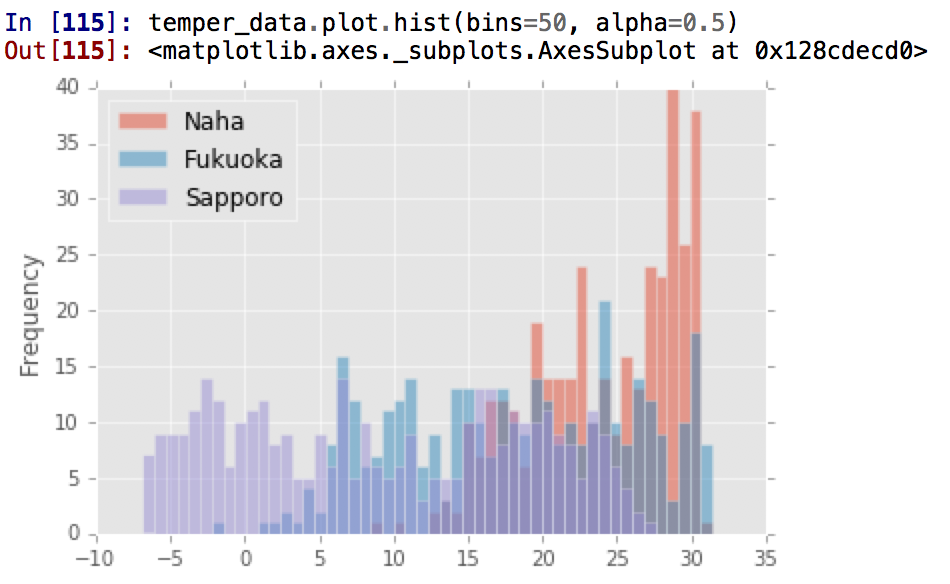 In [115]: temper_data.plot.hist(bins=50, alpha=0.5)
Out[115]: <matplotlib.axes._subplots.AxesSubplot at 0x128cdecd0>
40
35
30
25
20
15
10
5
0
Frequency
Naha
Fukuoka
Sapporo
−10 −5 0 5 10 15 20 25 30 35